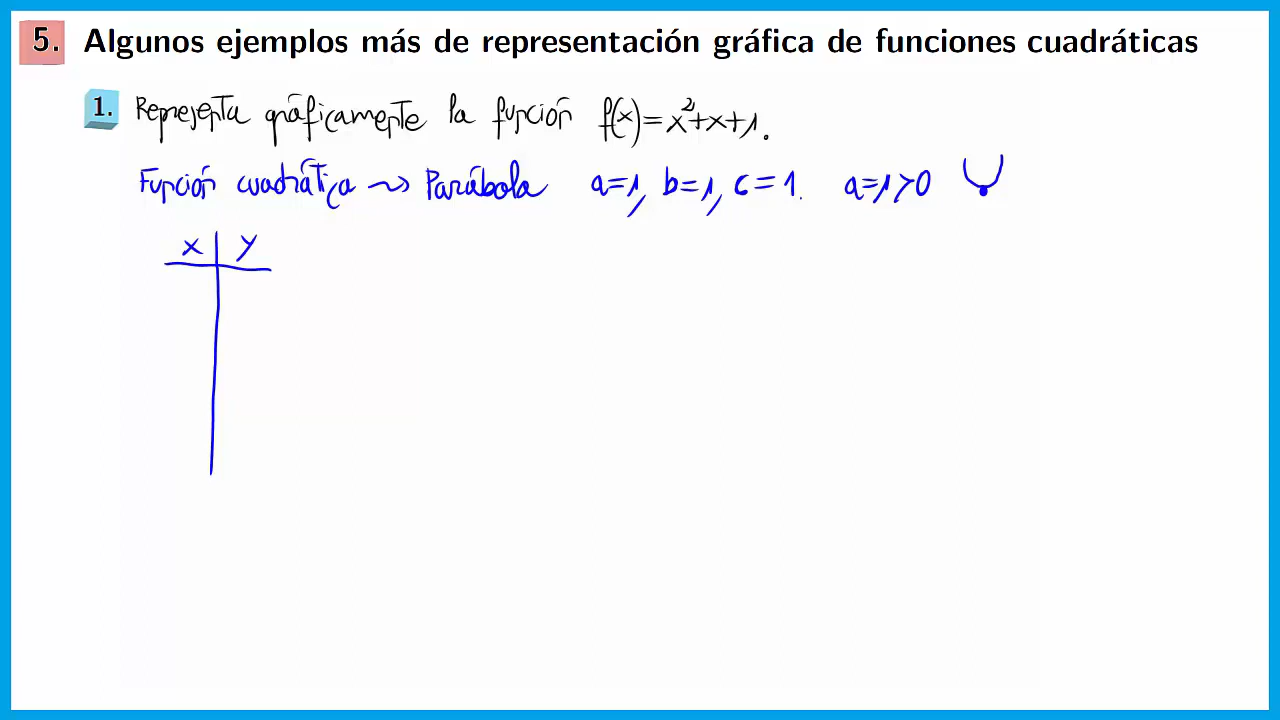 5. Algunos ejemplos más de representación gráfica de funciones cuadráticas
1. Representa gráficamente la función f(x)=x²+x+1.
Función cuadrática ⤳ Parábola a=1, b=1, c=1. a=1>0
x y